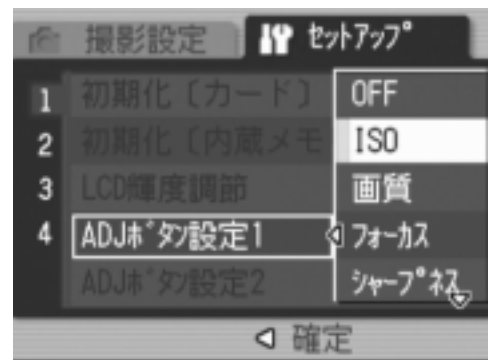 撮影設定 セットアップ
1 初期化〔カード〕 OFF
2 初期化〔内蔵メモ ISO
3 LCD輝度調節 画質
4 ADJボタン設定1 フォーカス
ADJボタン設定2 シャープネス
確定